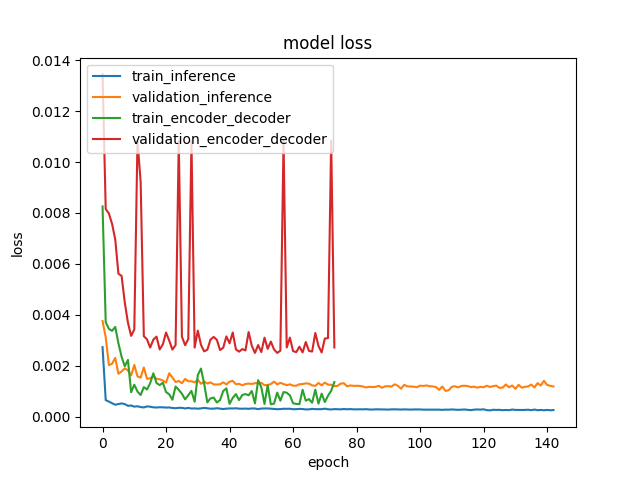 model loss
train_inference
validation_inference
train_encoder_decoder
validation_encoder_decoder
0.014
0.012
0.010
0.008
0.006
0.004
0.002
0.000
loss
0 20 40 60 80 100 120 140
epoch